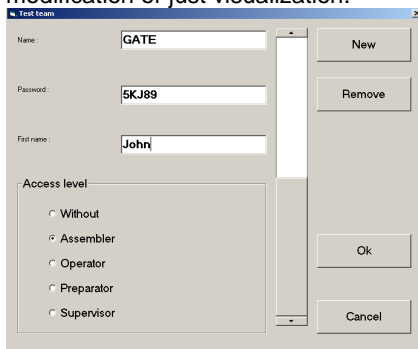 modification or just visualization.
Test team
Name :
GATE
New
Password :
5KJ89
Remove
First name :
John
Access level
Without
Assembler
Operator
Preparator
Supervisor
Ok
Cancel